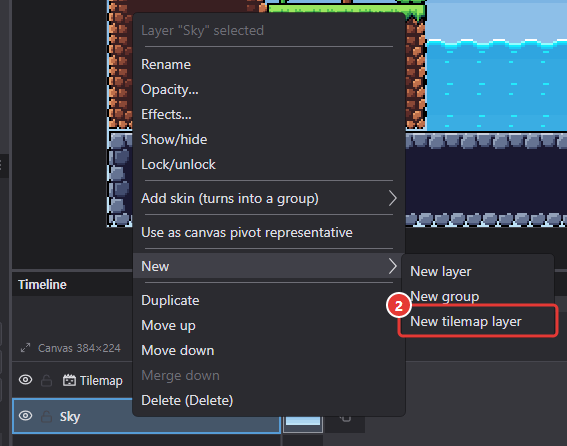 Layer "Sky" selected
Rename
Opacity...
Effects...
Show/hide
Lock/unlock
Add skin (turns into a group)
Use as canvas pivot representative
New
New layer
New group
2
New tilemap layer
Duplicate
Move up
Move down
Merge down
Delete (Delete)
Timeline
Canvas 384×224
Tilemap
Sky